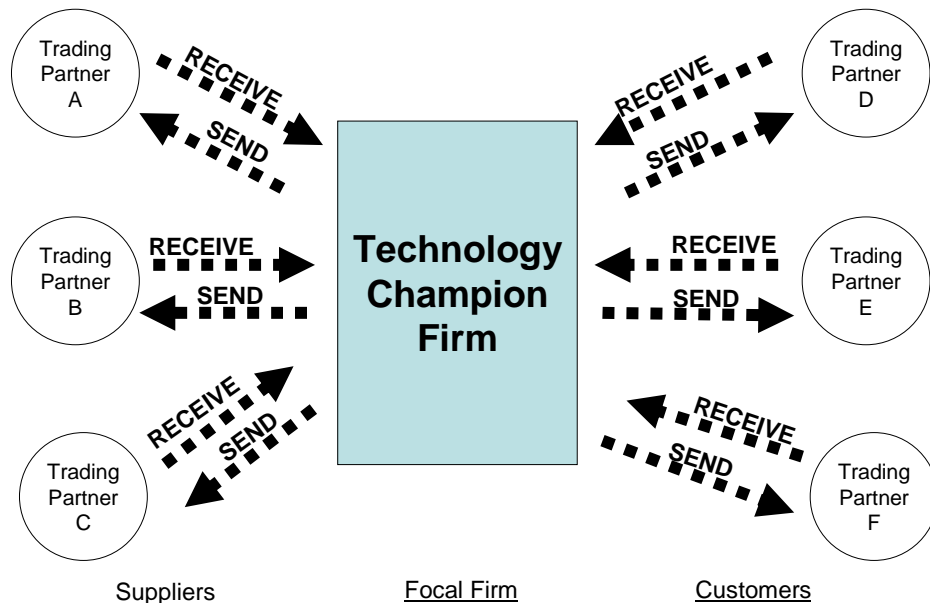 Trading
Partner
A
RECEIVE
SEND
Trading
Partner
D
RECEIVE
SEND
Trading
Partner
B
RECEIVE
SEND
Technology
Champion
Firm
RECEIVE
SEND
Trading
Partner
E
Trading
Partner
C
RECEIVE
SEND
RECEIVE
SEND
Trading
Partner
F
Suppliers
Focal Firm
Customers